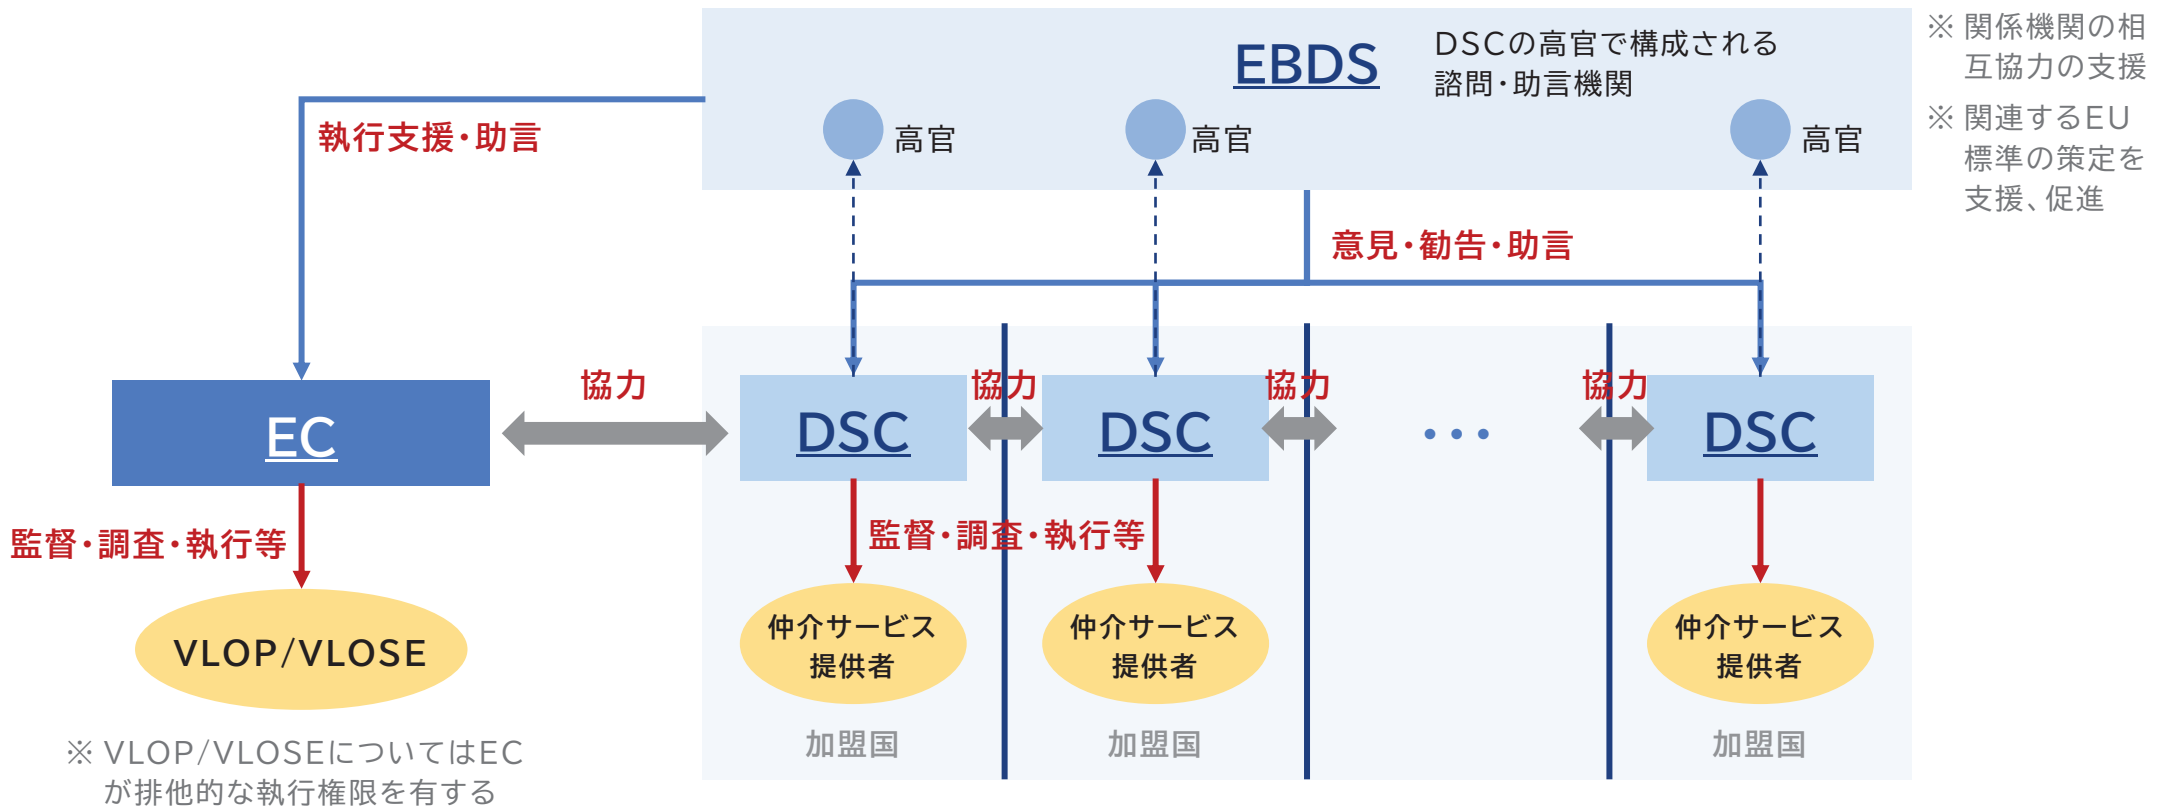 EBDS
DSCの高官で構成される
諮問・助言機関
※ 関係機関の相
互協力の支援
※ 関連するEU
標準の策定を
支援、促進
執行支援・助言
高官
高官
高官
意見・勧告・助言
協力
協力
協力
協力
EC
DSC
DSC
・・・
DSC
監督・調査・執行等
監督・調査・執行等
VLOP/VLOSE
仲介サービス
提供者
仲介サービス
提供者
仲介サービス
提供者
加盟国
加盟国
加盟国
※ VLOP/VLOSEについてはEC
が排他的な執行権限を有する